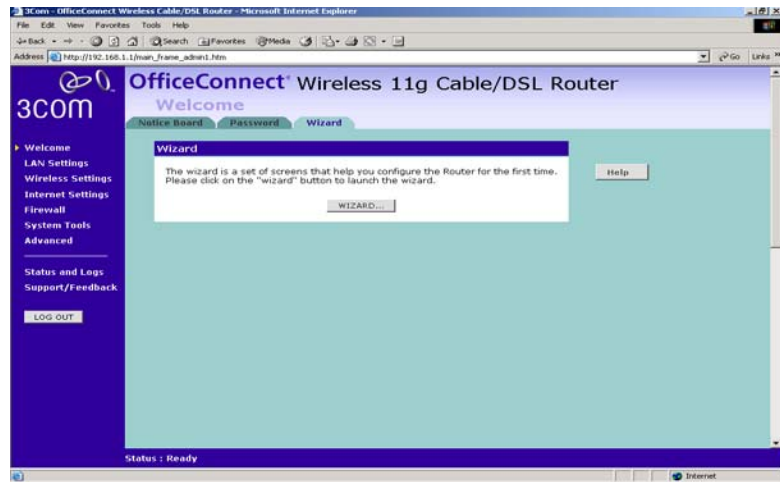 3Com - OfficeConnect Wireless Cable/DSL Router - Microsoft Internet Explorer
File Edit View Favorites Tools Help
Back Search Favorites Media
Address http://192.168.1.1/main_frame_admin1.htm Go Links
3COM
OfficeConnect Wireless 11g Cable/DSL Router
Welcome
Notice Board Password Wizard
Welcome
LAN Settings
Wireless Settings
Internet Settings
Firewall
System Tools
Advanced
Status and Logs
Support/Feedback
LOG OUT
Wizard
The wizard is a set of screens that help you configure the Router for the first time.
Please click on the "wizard" button to launch the wizard.
WIZARD...
Help
Status : Ready
Internet